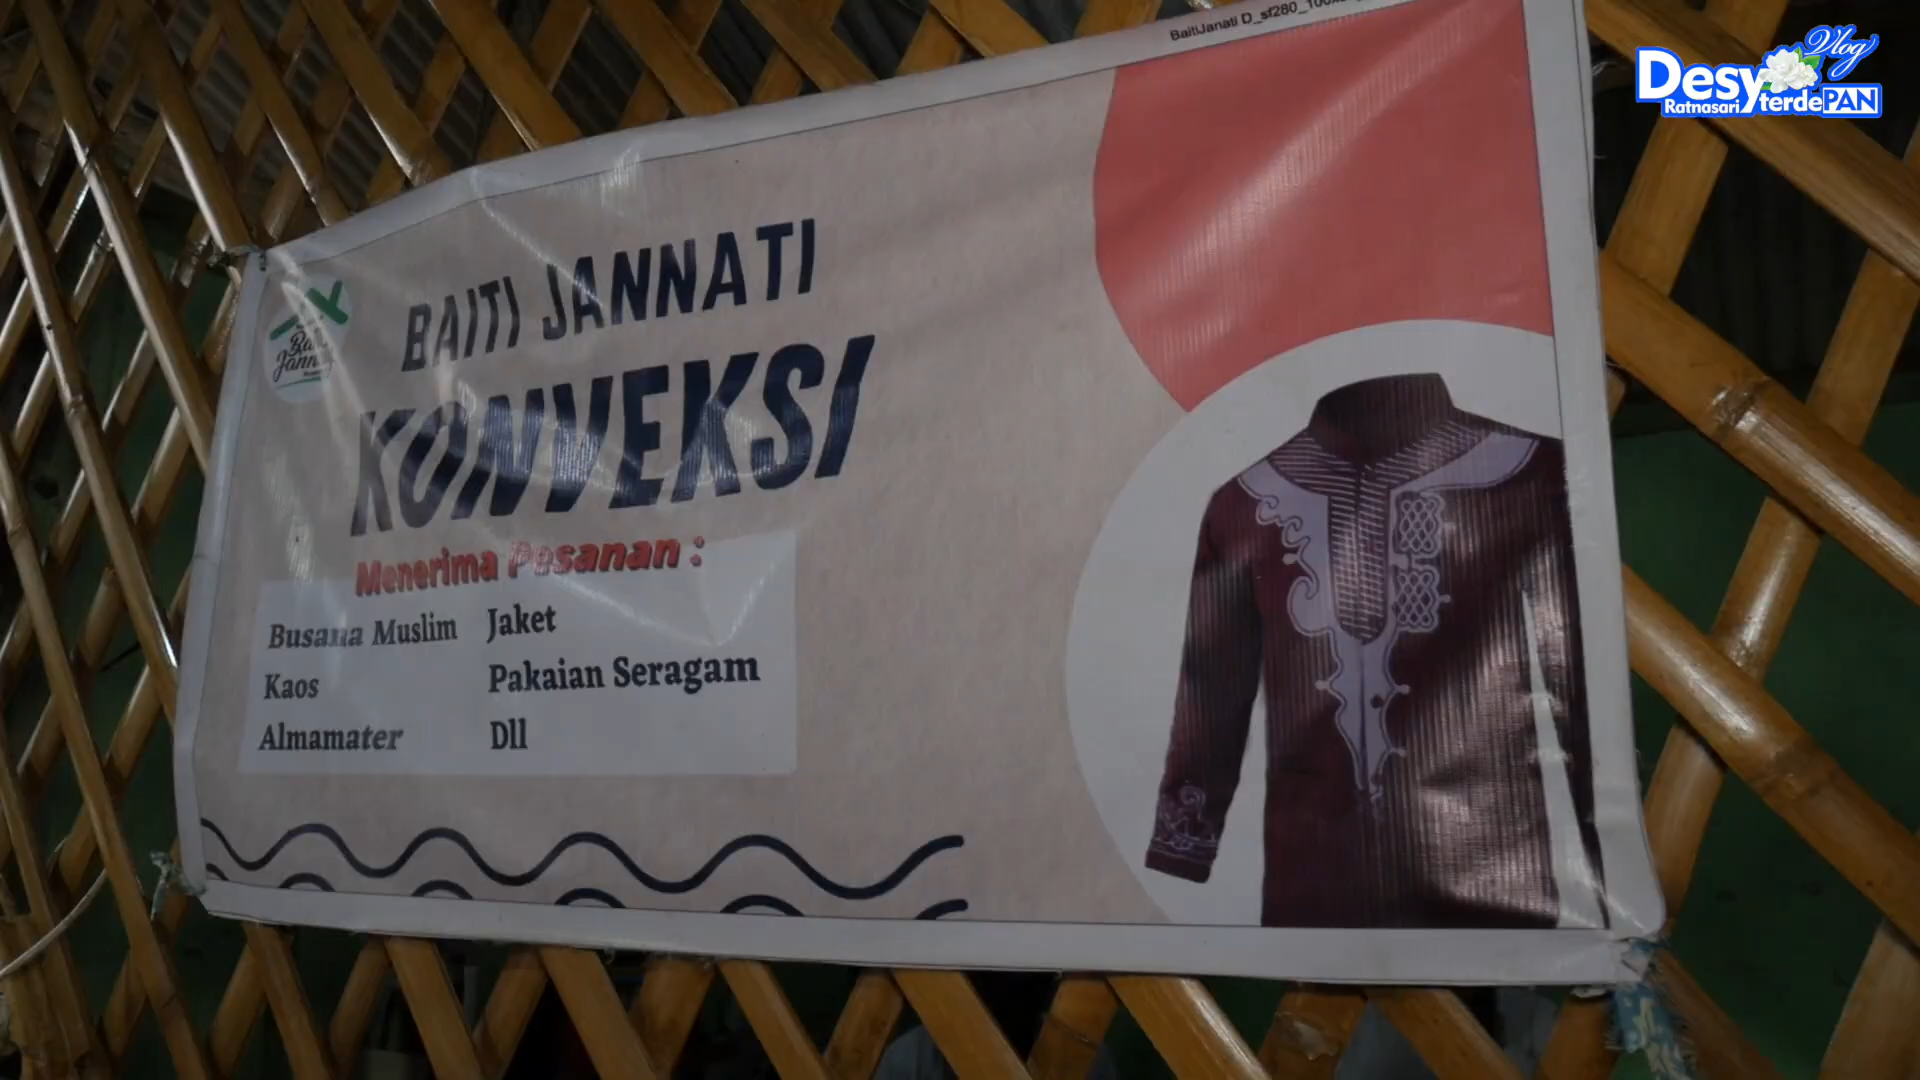 BaitiJanati D_sf280_100x
Vlog
Desy
Ratnasari terdePAN
BAITI JANNATI
KONVEKSI
Menerima Pesanan :
Busana Muslim Jaket
Kaos Pakaian Seragam
Almamater Dll